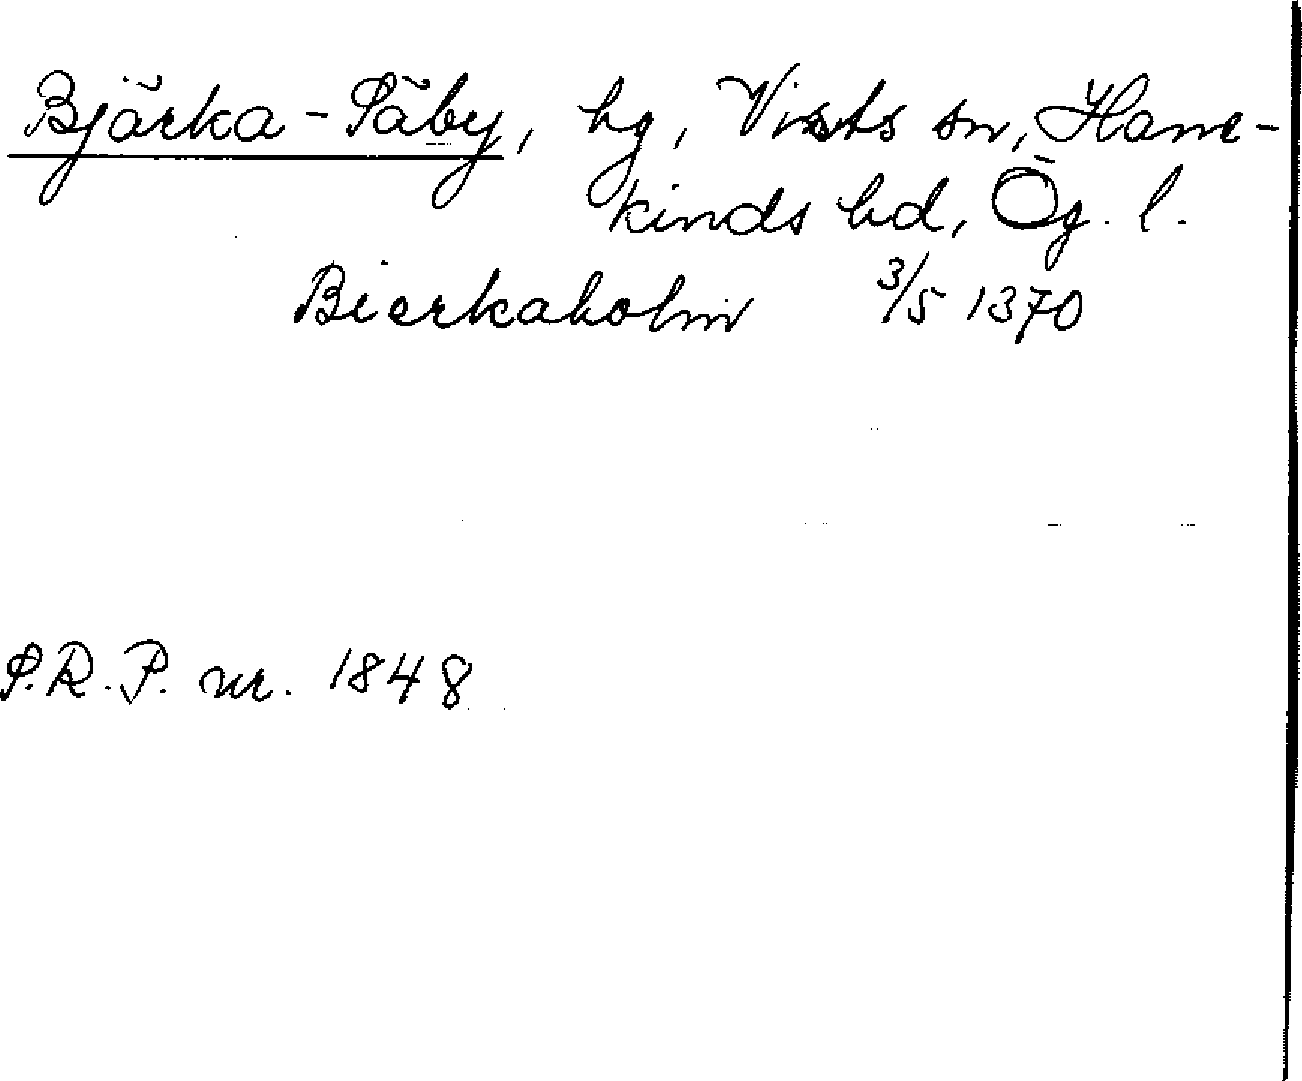 Bjärka-Säby, hg, Vists sn, Hane-
kinds hd, Ög. l.
Bierkaholm 3/5 1370
S.R.P. nr. 1848